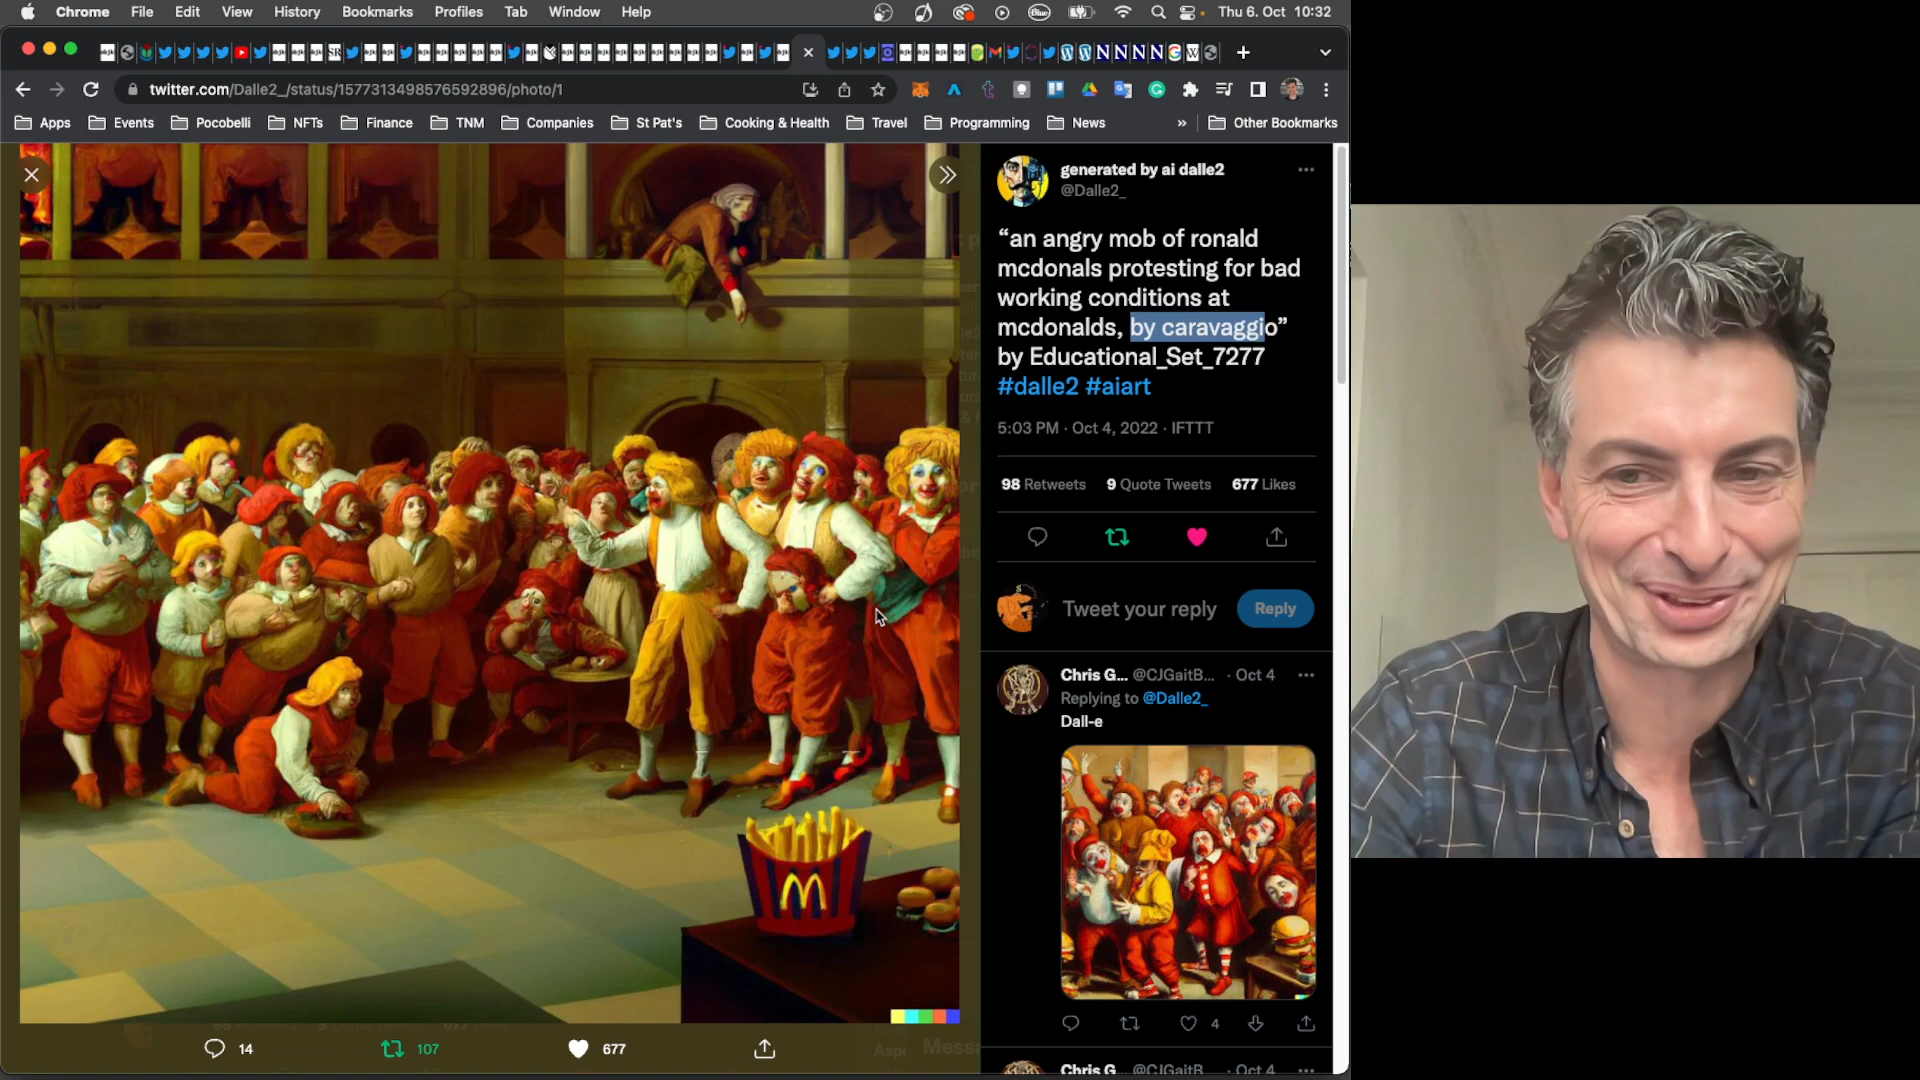 Chrome File Edit View History Bookmarks Profiles Tab Window Help Thu 6. Oct 10:32
twitter.com/Dalle2_/status/1577313498576592896/photo/1
Apps Events Pocobelli NFTs Finance TNM Companies St Pat's Cooking & Health Travel Programming News » Other Bookmarks
generated by ai dalle2
@Dalle2_
“an angry mob of ronald
mcdonals protesting for bad
working conditions at
mcdonalds, by caravaggio”
by Educational_Set_7277
#dalle2 #aiart
5:03 PM · Oct 4, 2022 · IFTTT
98 Retweets 9 Quote Tweets 677 Likes
Tweet your reply Reply
Chris G... @CJGaitB... · Oct 4
Replying to @Dalle2_
Dall-e
4
14 107 677
Chris G... @CJGaitB... · Oct 4